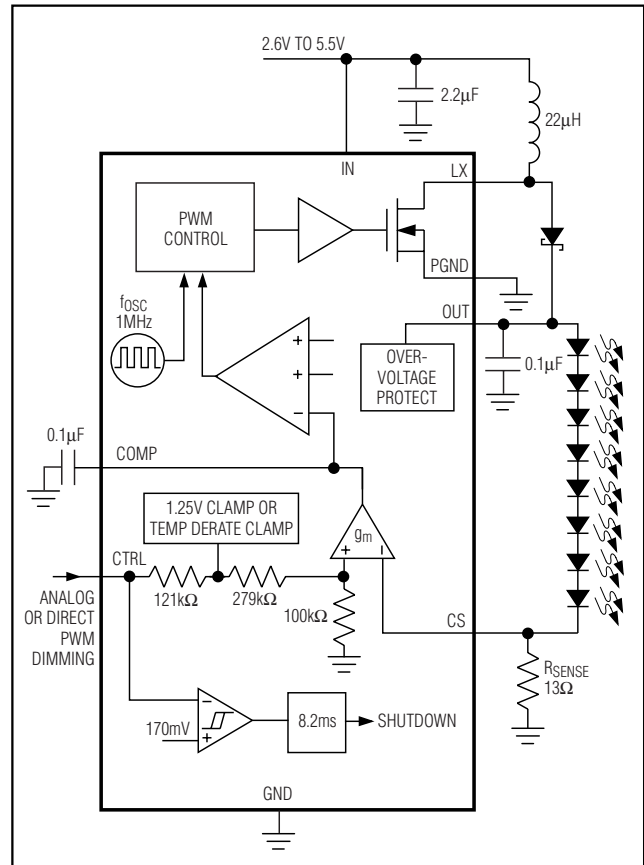 2.6V TO 5.5V
2.2µF
22µH
IN
LX
PWM
CONTROL
PGND
fOSC
1MHz
OUT
OVER-
VOLTAGE
PROTECT
0.1µF
+
+
−
0.1µF
COMP
1.25V CLAMP OR
TEMP DERATE CLAMP
gm
+
−
CTRL
121kΩ
279kΩ
100kΩ
CS
ANALOG
OR DIRECT
PWM
DIMMING
RSENSE
13Ω
−
+
170mV
8.2ms
SHUTDOWN
GND